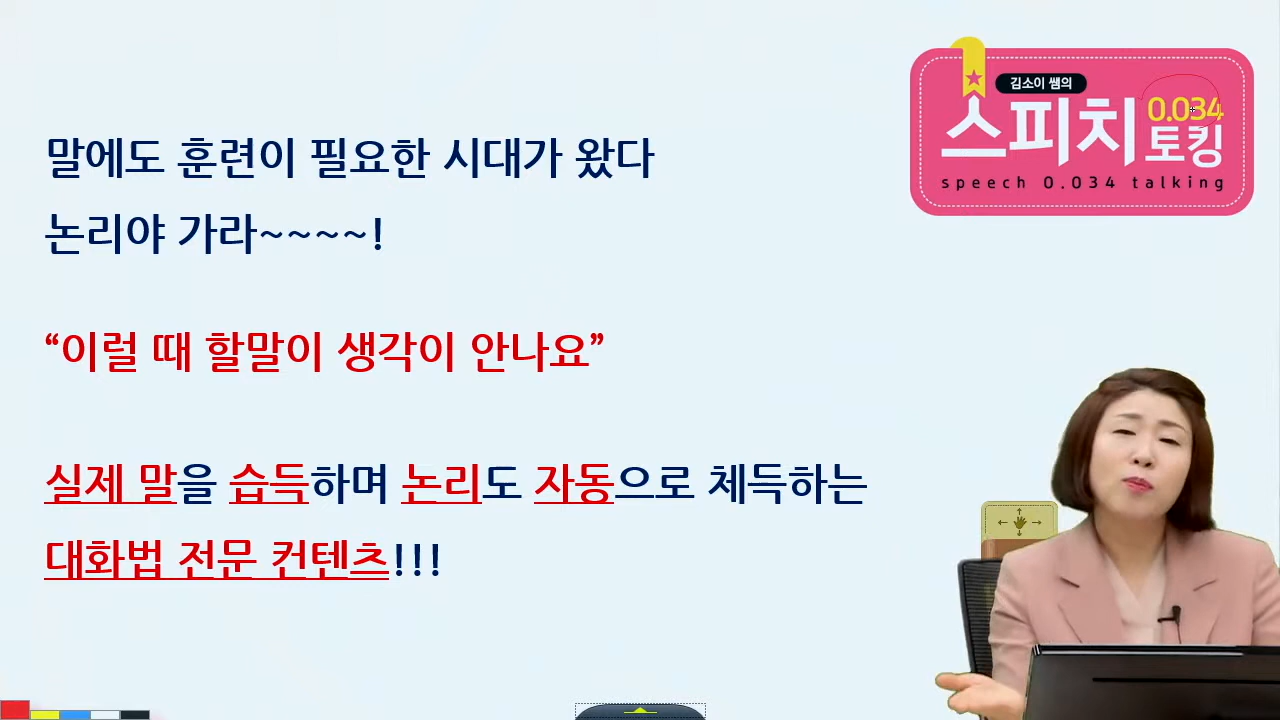 김소이 쌤의
스피치 0.034 토킹
speech 0.034 talking
말에도 훈련이 필요한 시대가 왔다
논리야 가라~~~~!
“이럴 때 할말이 생각이 안나요”
실제 말을 습득하며 논리도 자동으로 체득하는
대화법 전문 컨텐츠!!!